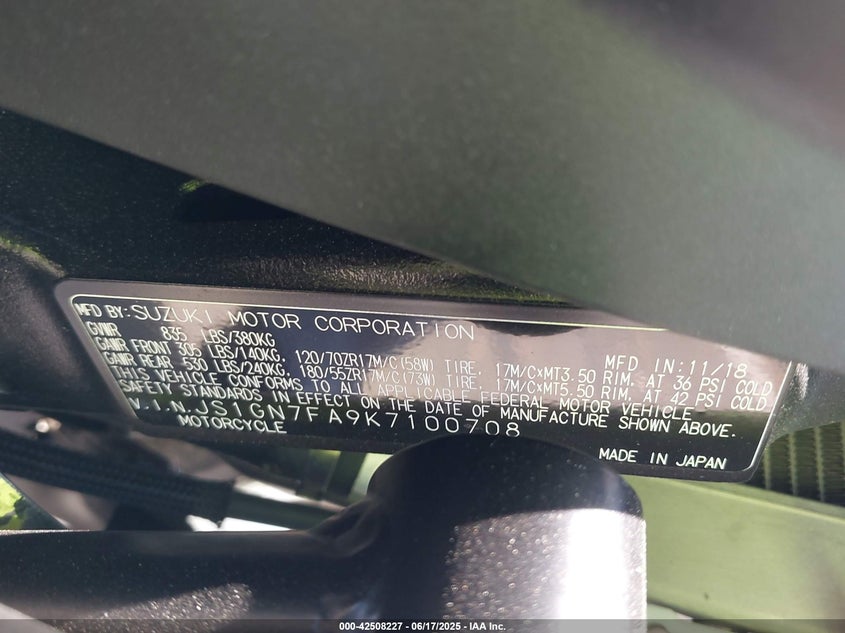 MFD BY: SUZUKI MOTOR CORPORATION MFD IN: 11/18
GVWR 835 LBS/380KG
GAWR FRONT 305 LBS/140KG, 120/70ZR17M/C(58W) TIRE, 17M/C×MT3.50 RIM, AT 36 PSI COLD
GAWR REAR 530 LBS/240KG, 180/55ZR17M/C(73W) TIRE, 17M/C×MT5.50 RIM, AT 42 PSI COLD
THIS VEHICLE CONFORMS TO ALL APPLICABLE FEDERAL MOTOR VEHICLE
SAFETY STANDARDS IN EFFECT ON THE DATE OF MANUFACTURE SHOWN ABOVE.
V.I.N. JS1GN7FA9K7100708
MOTORCYCLE MADE IN JAPAN
000-42508227 - 06/17/2025 - IAA Inc.